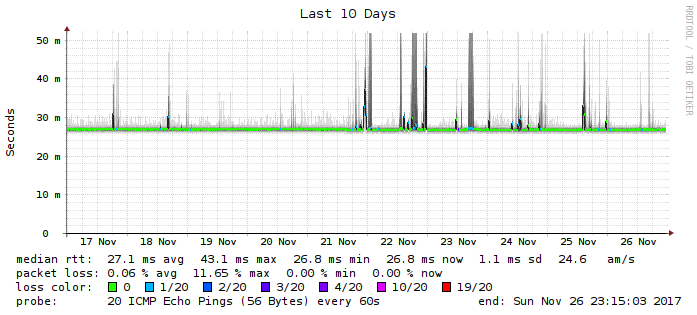 Last 10 Days
RRDTOOL / TOBI OETIKER
Seconds
50 m
40 m
30 m
20 m
10 m
0
17 Nov 18 Nov 19 Nov 20 Nov 21 Nov 22 Nov 23 Nov 24 Nov 25 Nov 26 Nov
median rtt: 27.1 ms avg 43.1 ms max 26.8 ms min 26.8 ms now 1.1 ms sd 24.6 am/s
packet loss: 0.06 % avg 11.65 % max 0.00 % min 0.00 % now
loss color: 0 1/20 2/20 3/20 4/20 10/20 19/20
probe: 20 ICMP Echo Pings (56 Bytes) every 60s end: Sun Nov 26 23:15:03 2017